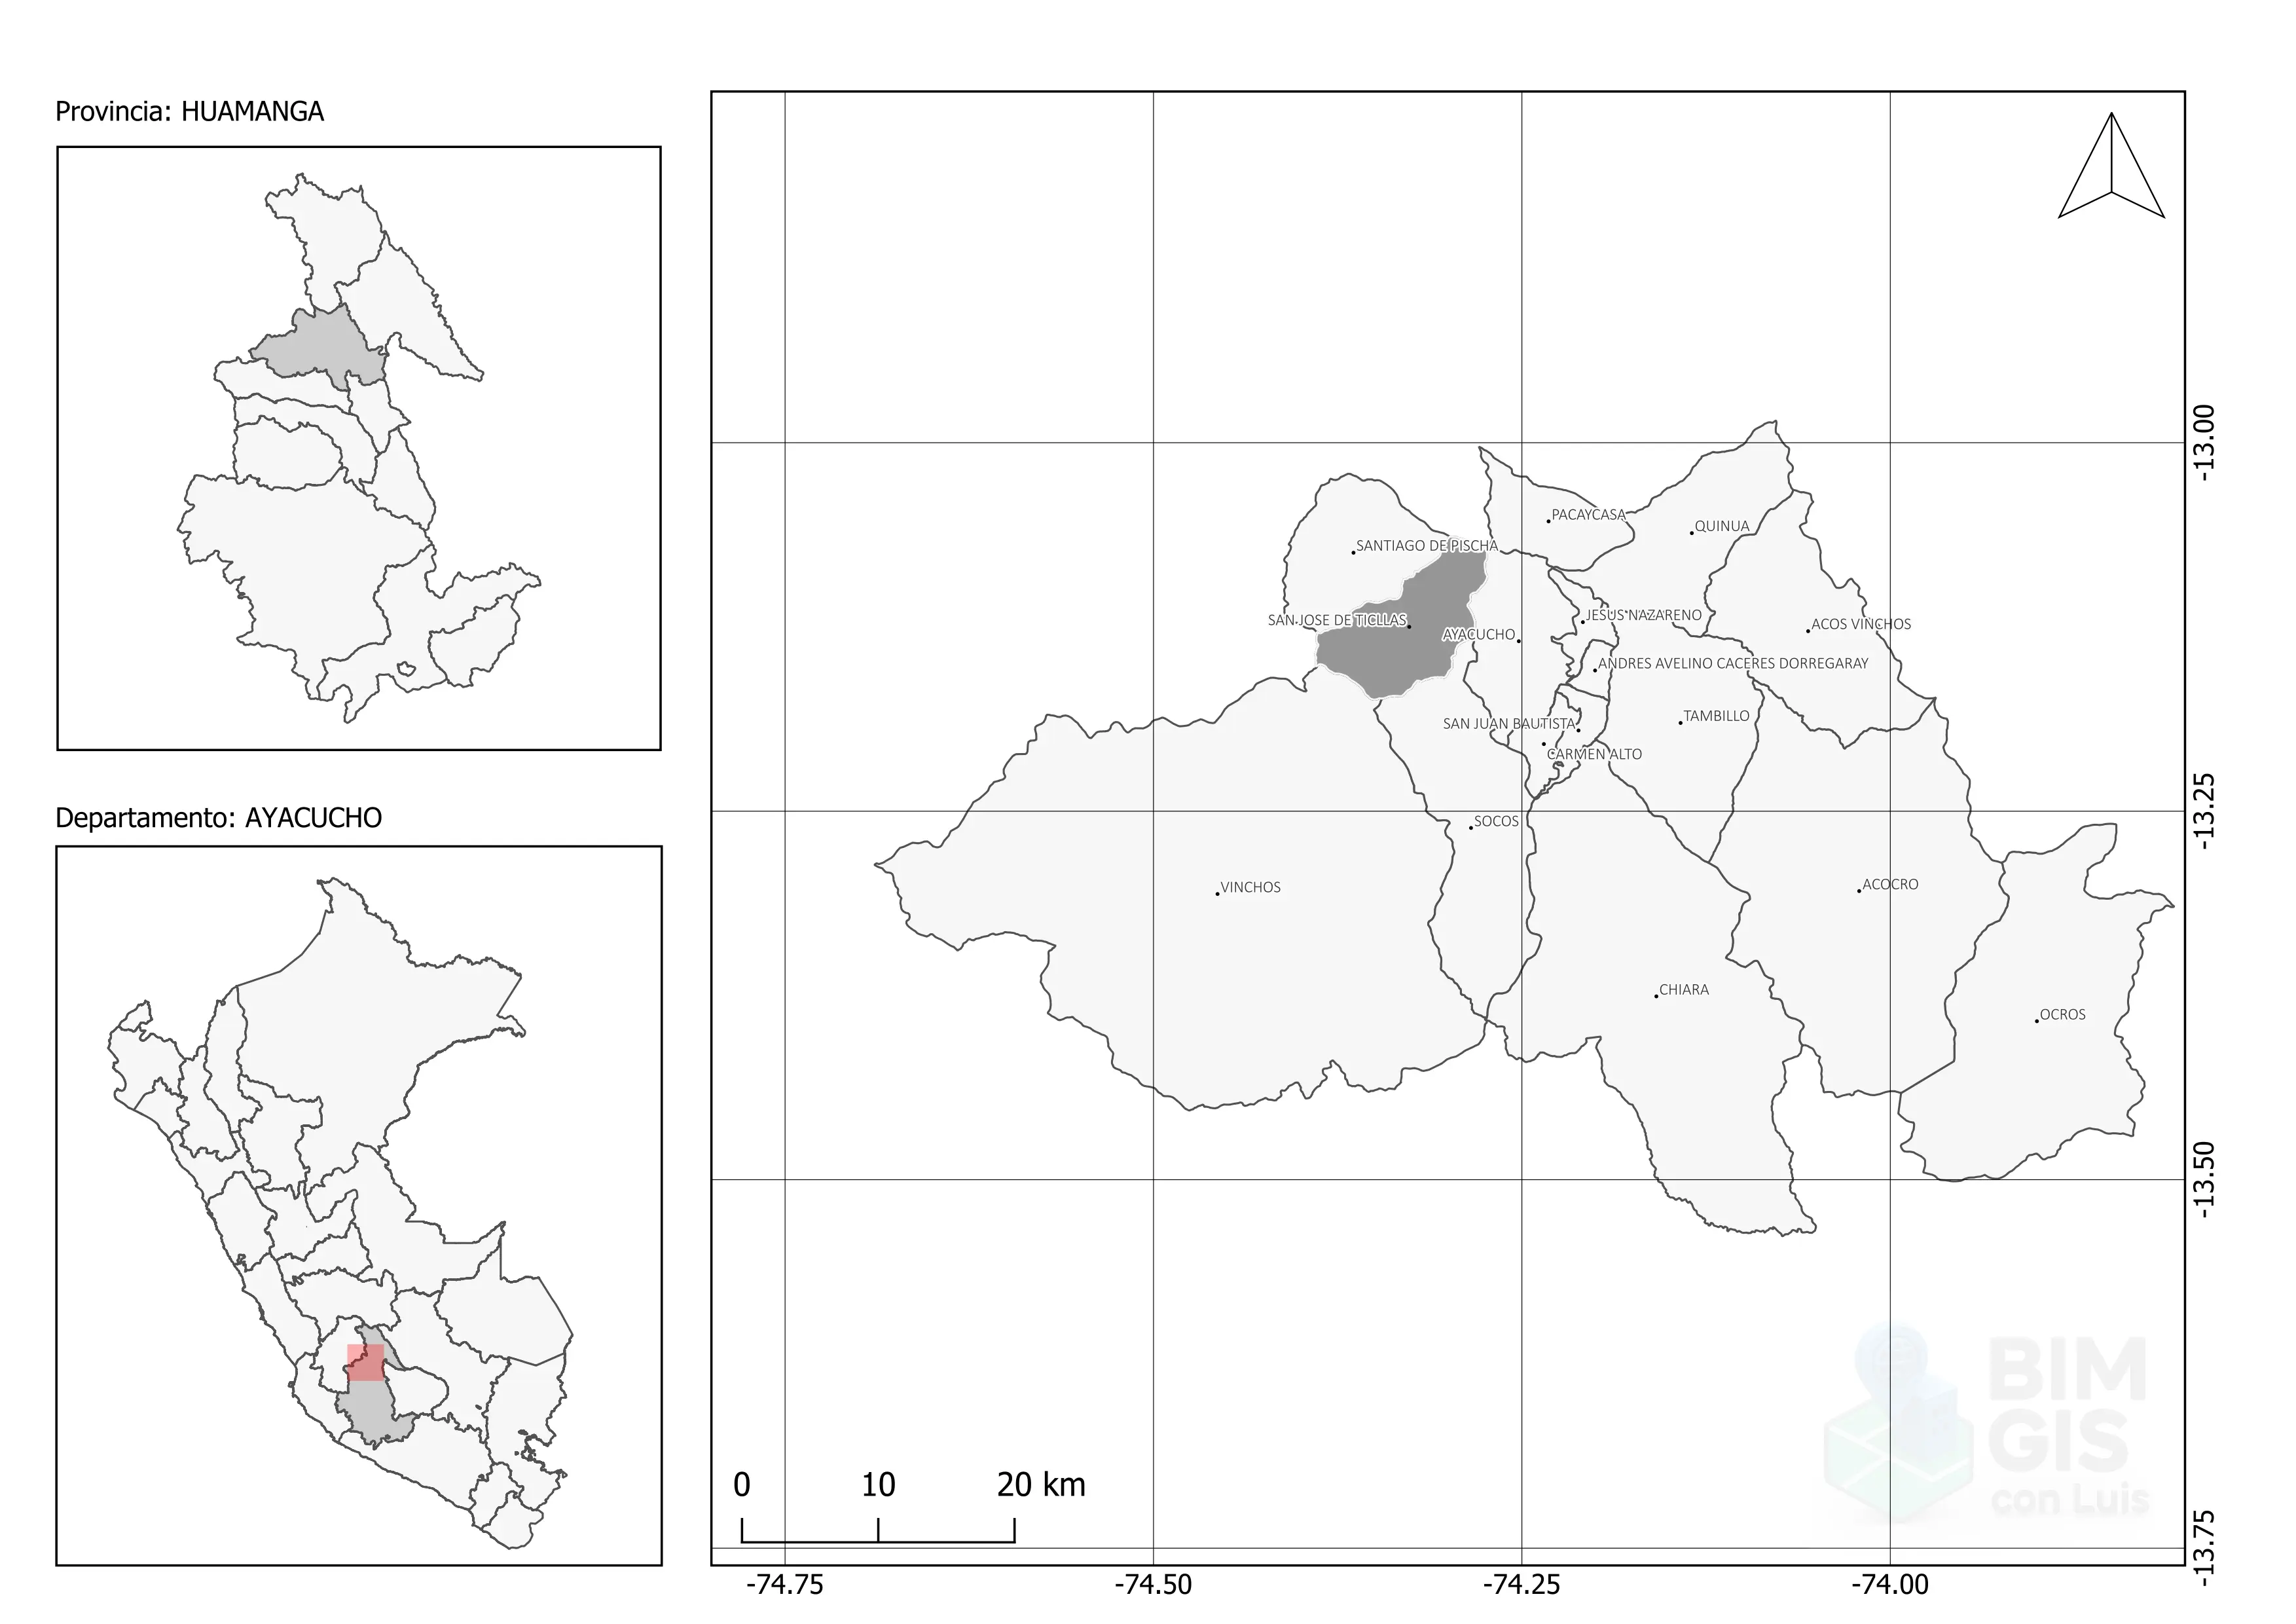 Provincia: HUAMANGA
Departamento: AYACUCHO
PACAYCASA
QUINUA
SANTIAGO DE PISCHA
SAN JOSE DE TICLLAS
JESUS NAZARENO
ACOS VINCHOS
AYACUCHO
ANDRES AVELINO CACERES DORREGARAY
SAN JUAN BAUTISTA
TAMBILLO
CARMEN ALTO
SOCOS
VINCHOS
ACOCRO
CHIARA
OCROS
-13.00
-13.25
-13.50
-13.75
0 10 20 km
-74.75 -74.50 -74.25 -74.00
BIM
GIS
con Luis